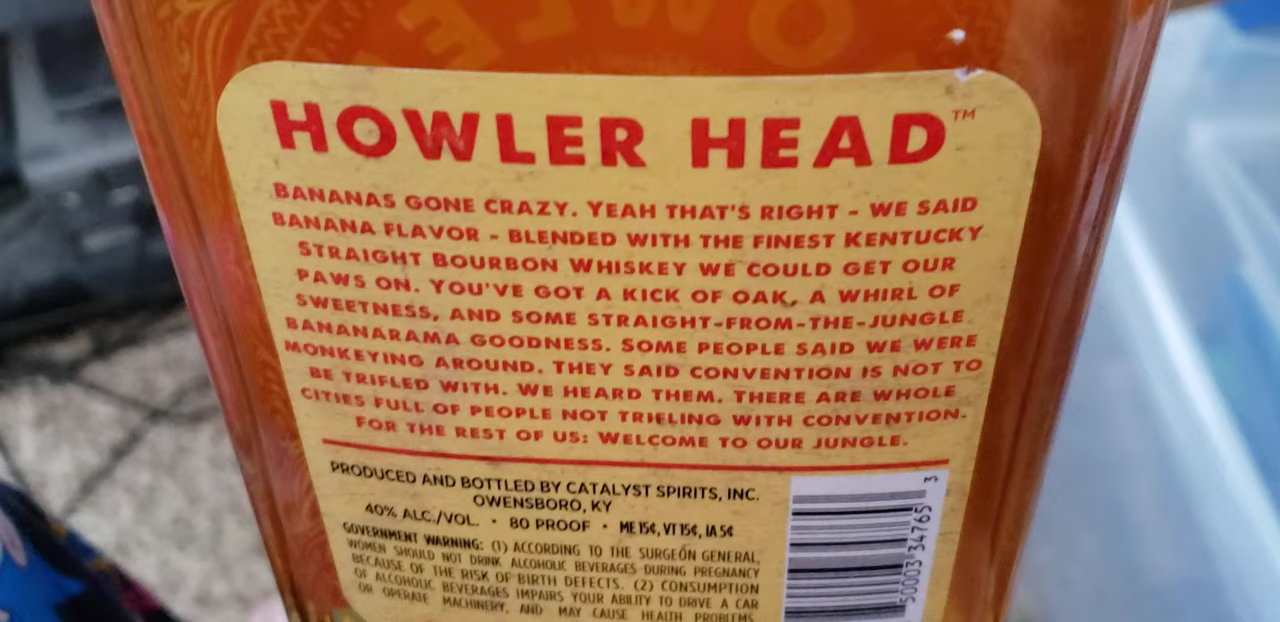 HOWLER HEAD™
BANANAS GONE CRAZY. YEAH THAT'S RIGHT - WE SAID
BANANA FLAVOR - BLENDED WITH THE FINEST KENTUCKY
STRAIGHT BOURBON WHISKEY WE COULD GET OUR
PAWS ON. YOU'VE GOT A KICK OF OAK, A WHIRL OF
SWEETNESS, AND SOME STRAIGHT-FROM-THE-JUNGLE
BANANARAMA GOODNESS. SOME PEOPLE SAID WE WERE
MONKEYING AROUND. THEY SAID CONVENTION IS NOT TO
BE TRIFLED WITH. WE HEARD THEM. THERE ARE WHOLE
CITIES FULL OF PEOPLE NOT TRIFLING WITH CONVENTION.
FOR THE REST OF US: WELCOME TO OUR JUNGLE.
PRODUCED AND BOTTLED BY CATALYST SPIRITS, INC.
OWENSBORO, KY
40% ALC./VOL. • 80 PROOF • ME 15¢, VT 15¢, IA 5¢
GOVERNMENT WARNING: (1) ACCORDING TO THE SURGEON GENERAL,
WOMEN SHOULD NOT DRINK ALCOHOLIC BEVERAGES DURING PREGNANCY
BECAUSE OF THE RISK OF BIRTH DEFECTS. (2) CONSUMPTION
OF ALCOHOLIC BEVERAGES IMPAIRS YOUR ABILITY TO DRIVE A CAR
OR OPERATE MACHINERY, AND MAY CAUSE HEALTH PROBLEMS.
50003 34765 3